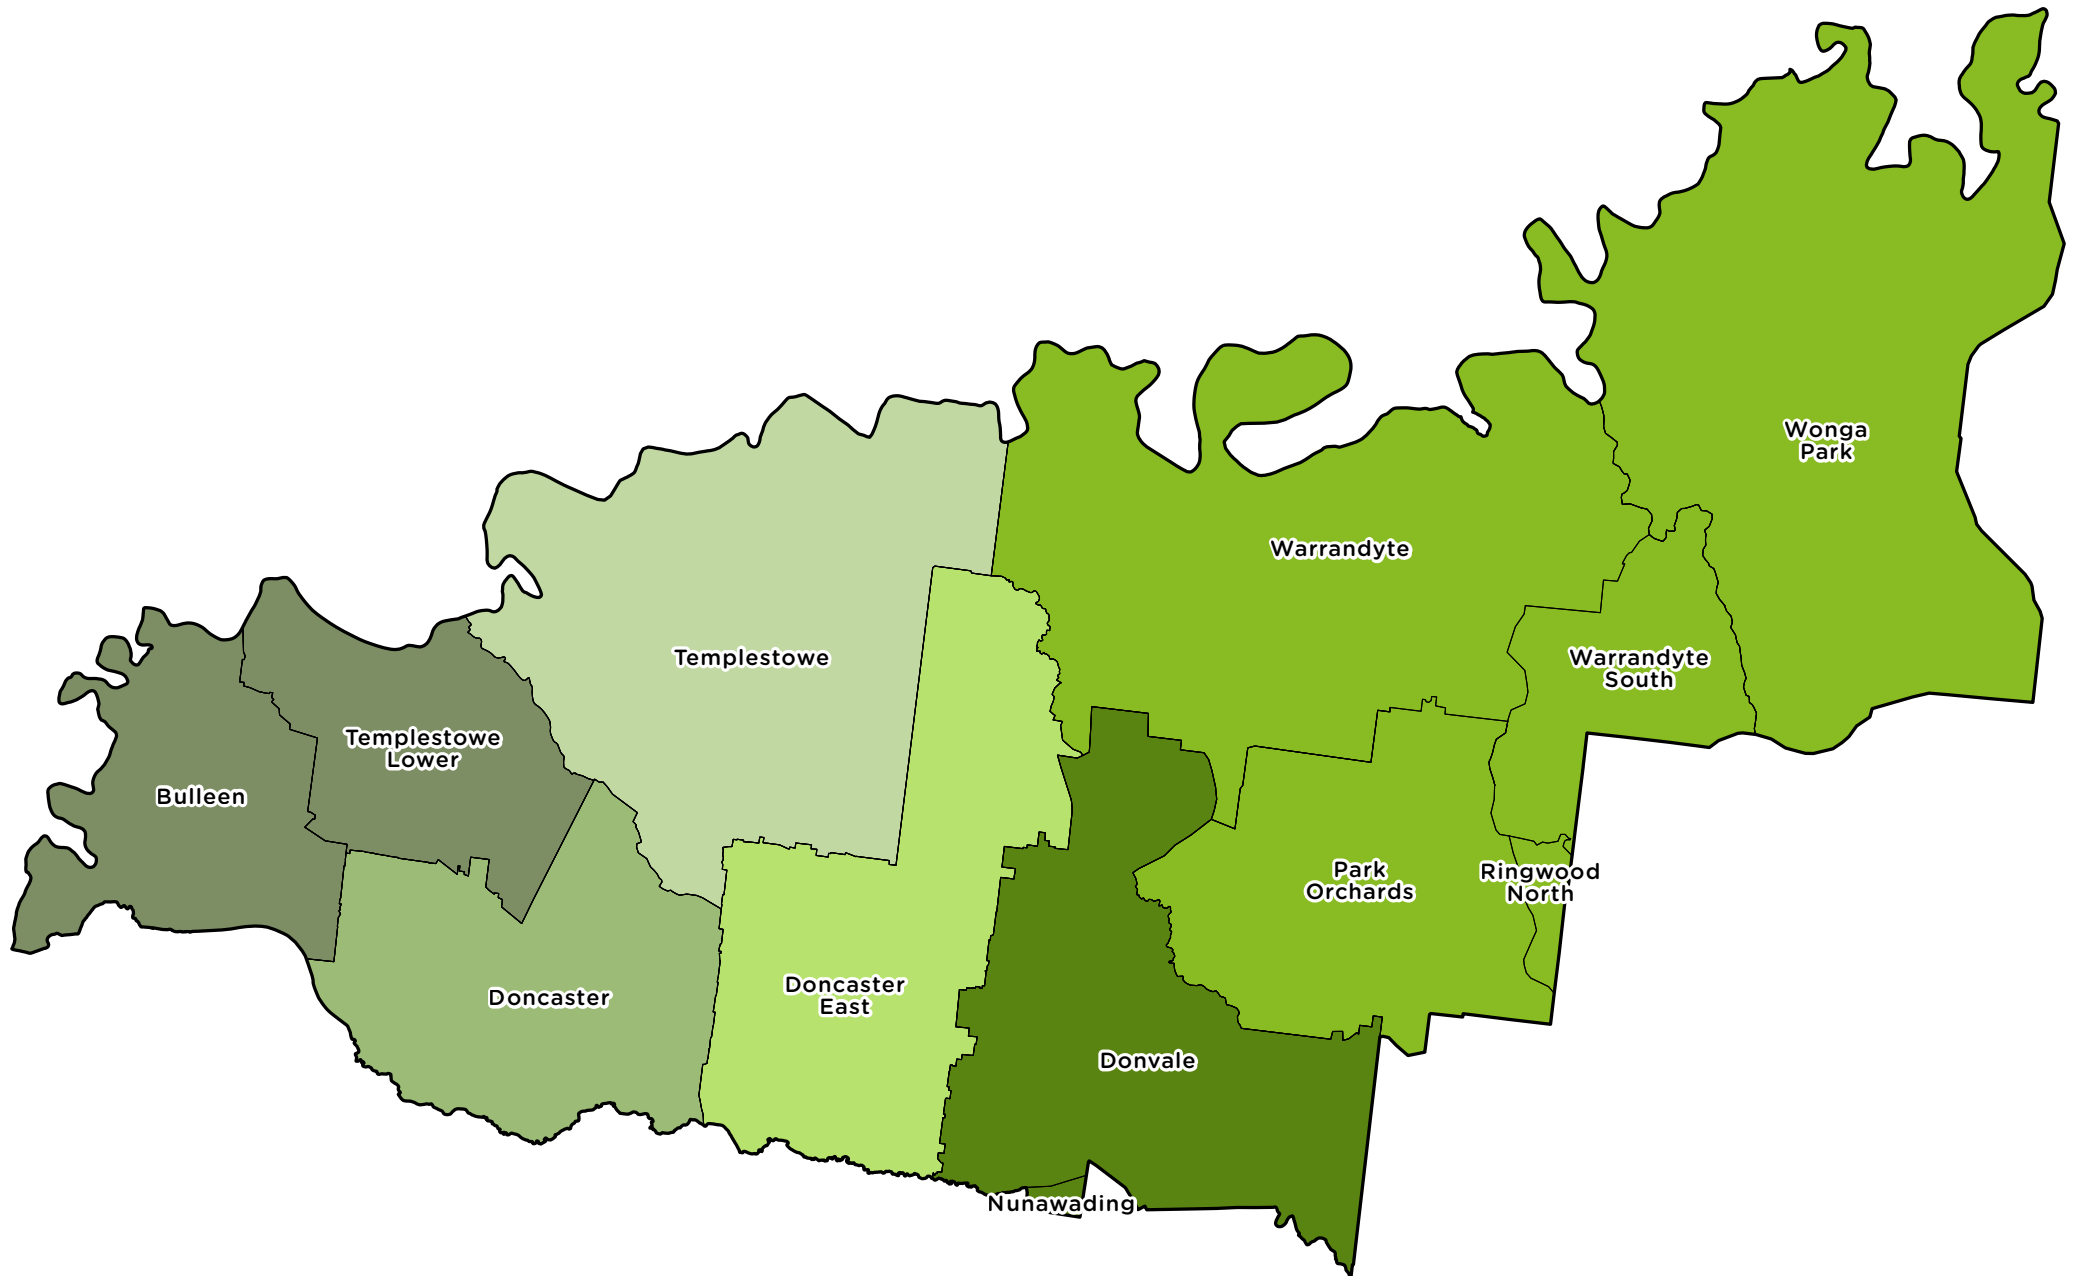 Wonga
Park
Warrandyte
Templestowe
Warrandyte
South
Templestowe
Lower
Bulleen
Park
Orchards
Ringwood
North
Doncaster
Doncaster
East
Donvale
Nunawading